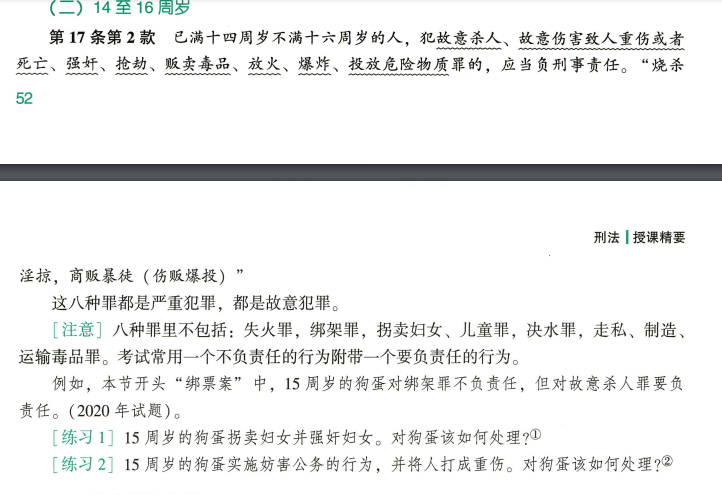 （二）14 至 16 周岁
第 17 条第 2 款　已满十四周岁不满十六周岁的人，犯故意杀人、故意伤害致人重伤或者
死亡、强奸、抢劫、贩卖毒品、放火、爆炸、投放危险物质罪的，应当负刑事责任。“烧杀
52
刑法 | 授课精要
淫掠，商贩暴徒（伤贩爆投）”
这八种罪都是严重犯罪，都是故意犯罪。
［注意］八种罪里不包括：失火罪，绑架罪，拐卖妇女、儿童罪，决水罪，走私、制造、
运输毒品罪。考试常用一个不负责任的行为附带一个要负责任的行为。
例如，本节开头“绑票案”中，15 周岁的狗蛋对绑架罪不负责任，但对故意杀人罪要负
责任。(2020 年试题)。
［练习 1］15 周岁的狗蛋拐卖妇女并强奸妇女。对狗蛋该如何处理?①
［练习 2］15 周岁的狗蛋实施妨害公务的行为，并将人打成重伤。对狗蛋该如何处理?②